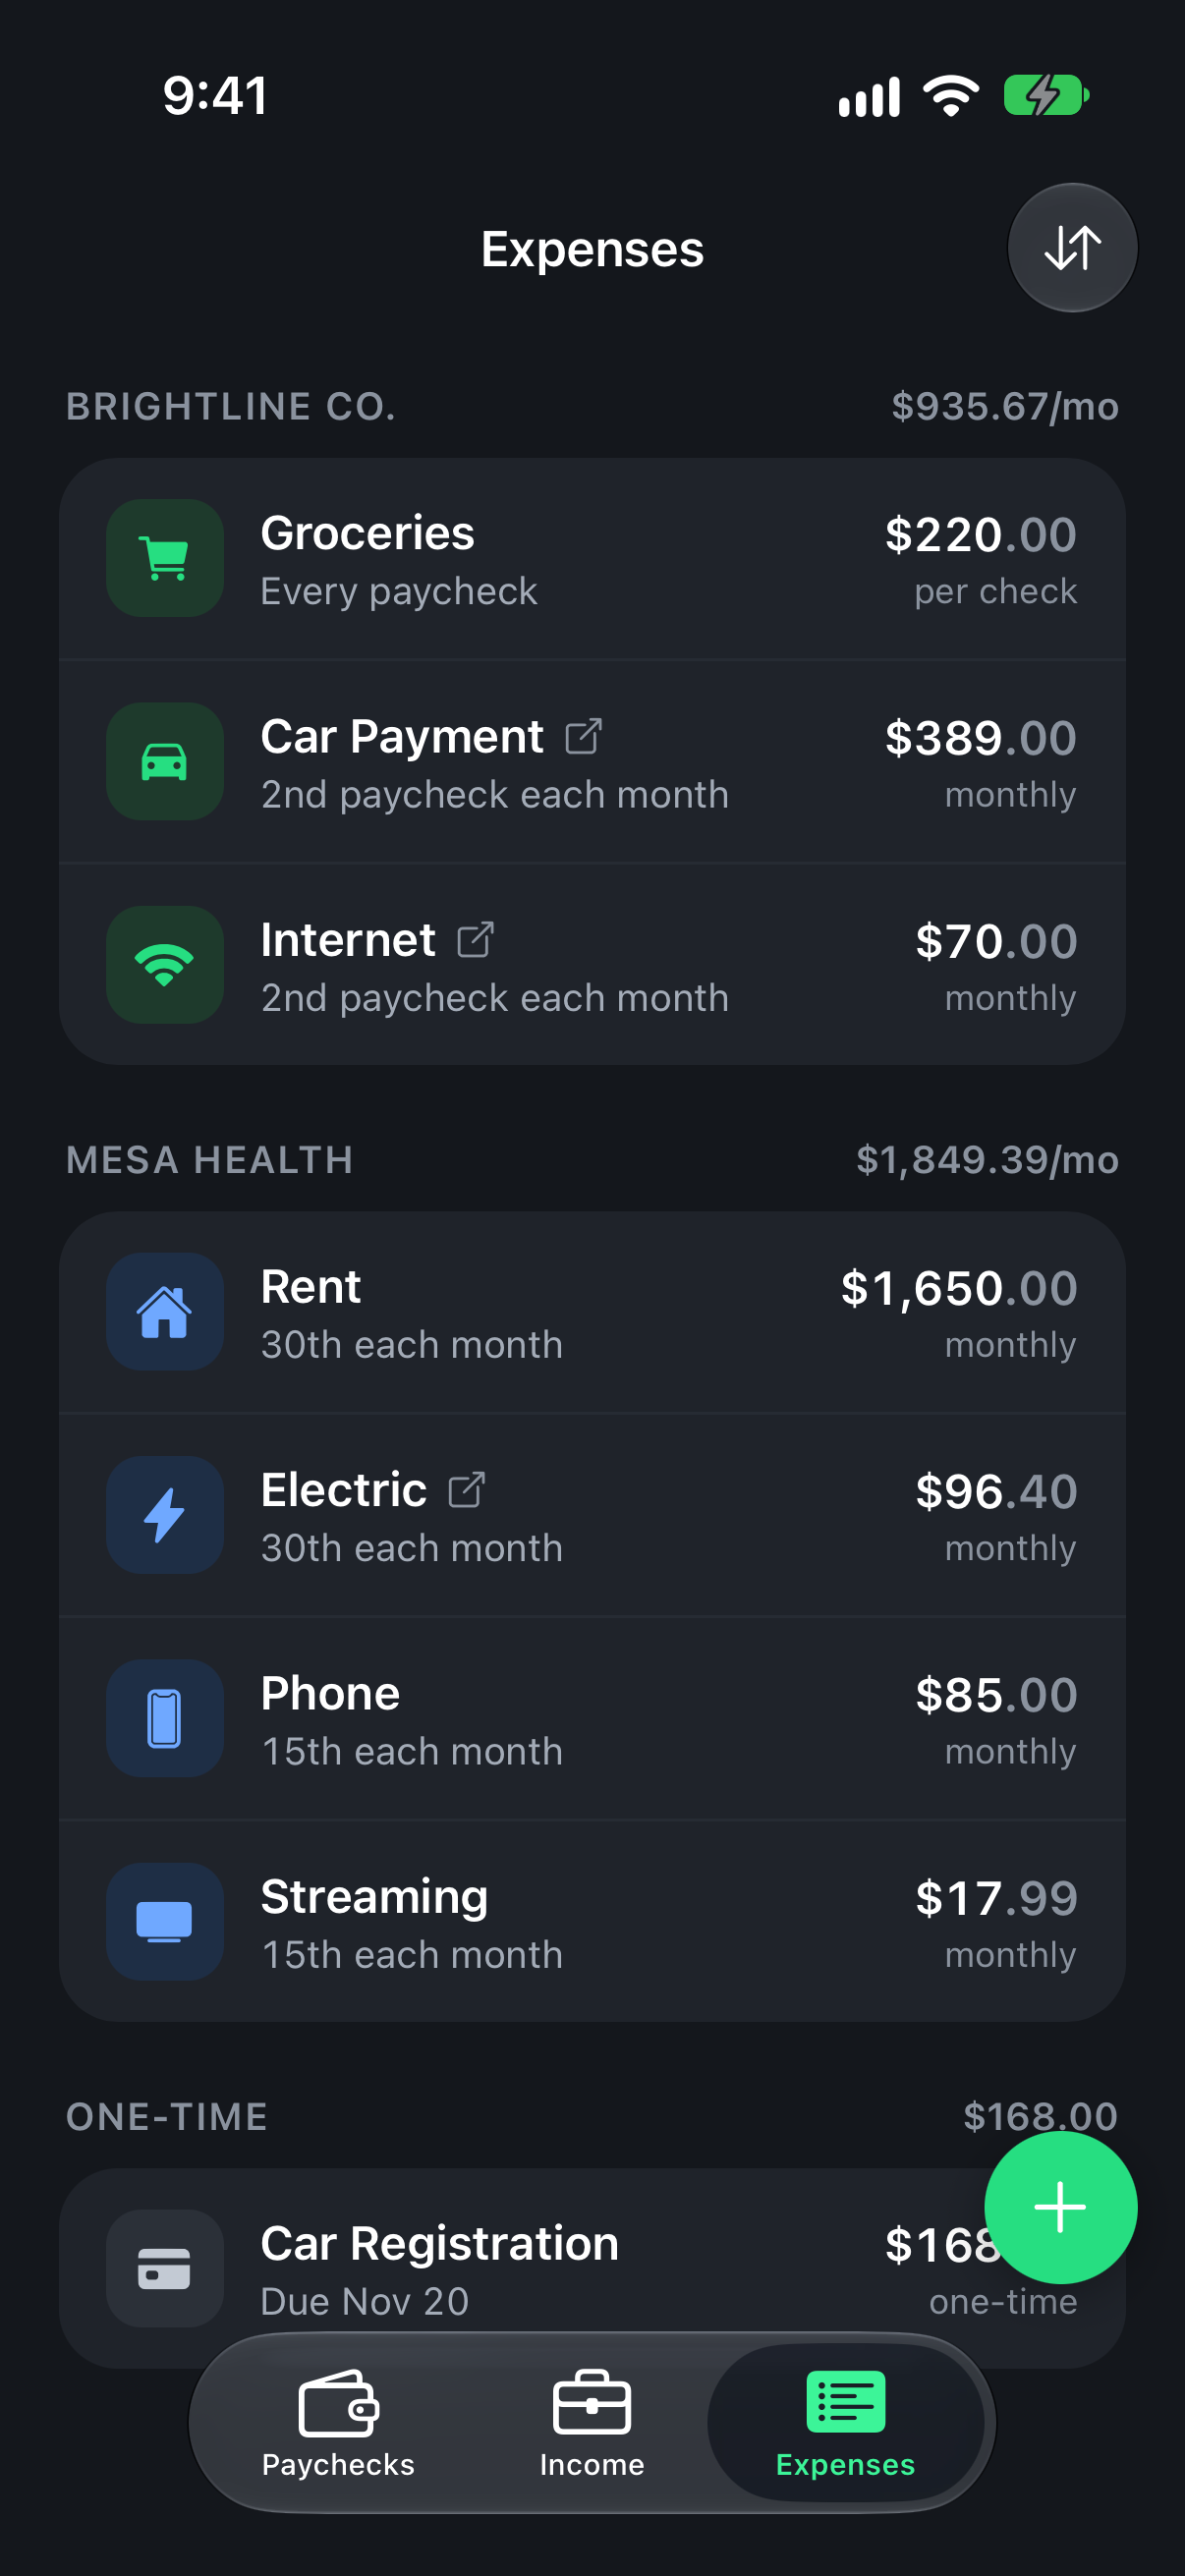 9:41
Expenses
BRIGHTLINE CO. $935.67/mo
Groceries $220.00
Every paycheck per check
Car Payment $389.00
2nd paycheck each month monthly
Internet $70.00
2nd paycheck each month monthly
MESA HEALTH $1,849.39/mo
Rent $1,650.00
30th each month monthly
Electric $96.40
30th each month monthly
Phone $85.00
15th each month monthly
Streaming $17.99
15th each month monthly
ONE-TIME $168.00
Car Registration $168
Due Nov 20 one-time
Paychecks Income Expenses